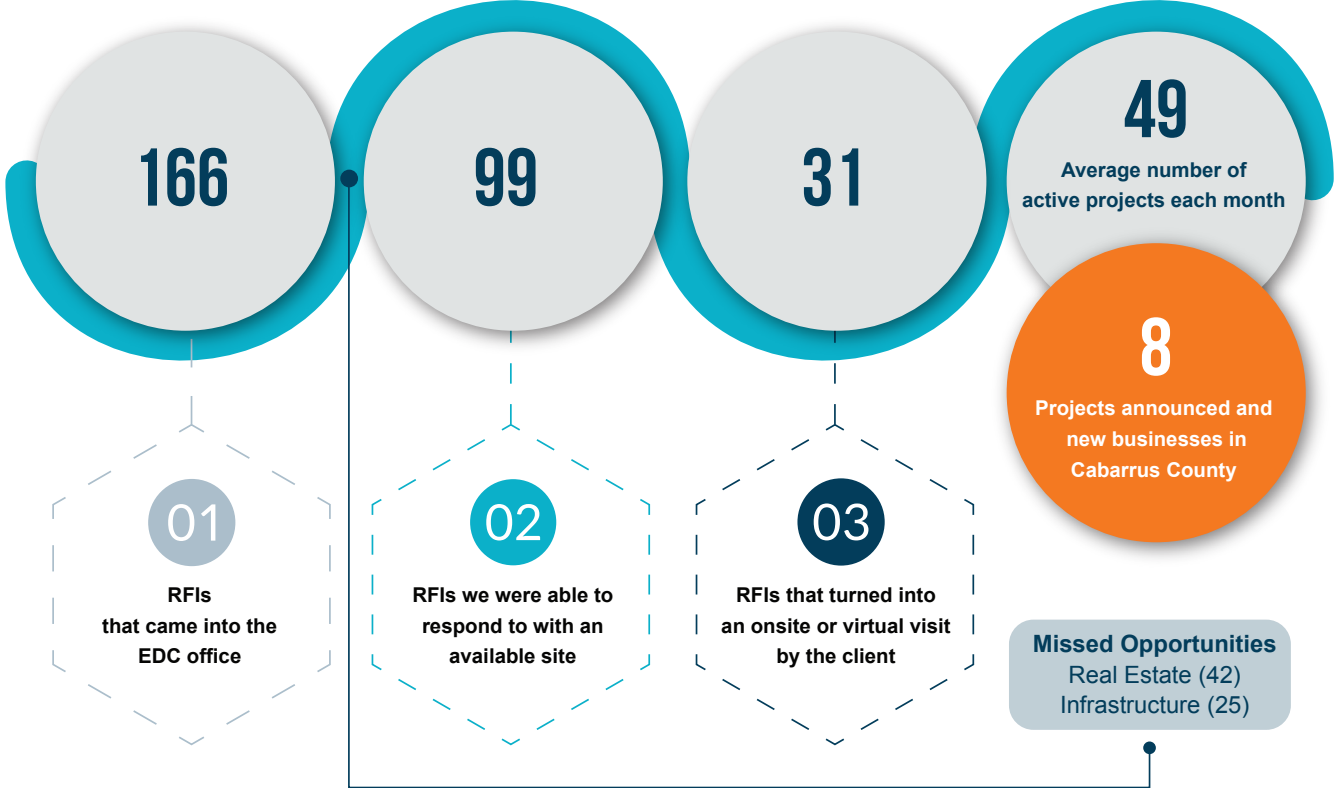 166
99
31
49
Average number of
active projects each month
8
Projects announced and
new businesses in
Cabarrus County
01
RFIs
that came into the
EDC office
02
RFIs we were able to
respond to with an
available site
03
RFIs that turned into
an onsite or virtual visit
by the client
Missed Opportunities
Real Estate (42)
Infrastructure (25)